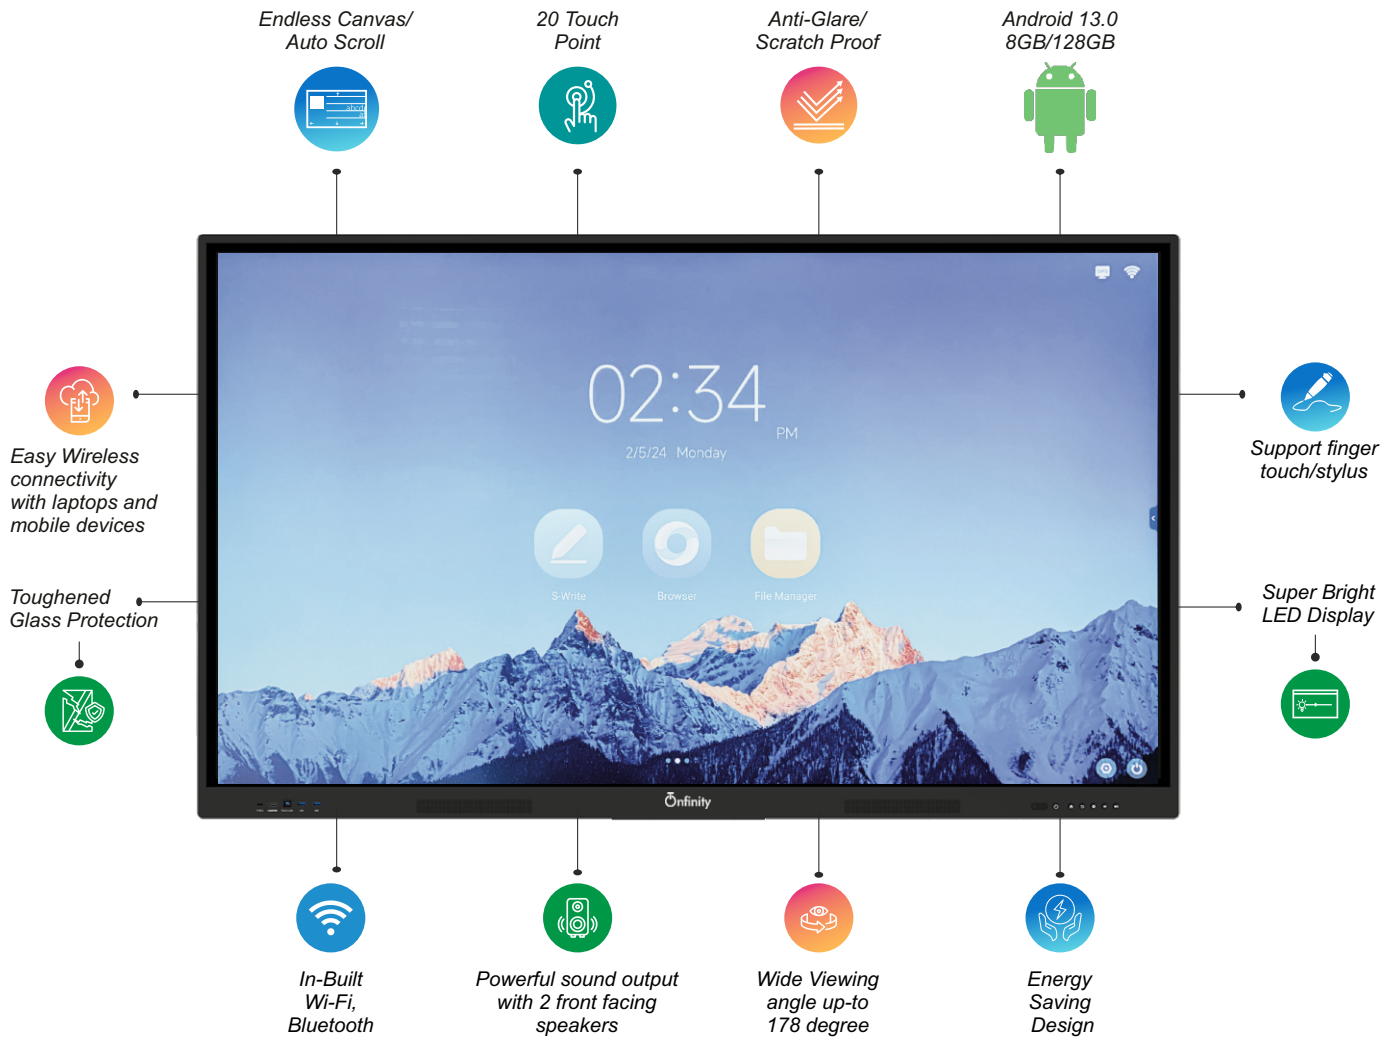 Endless Canvas/
Auto Scroll
20 Touch
Point
Anti-Glare/
Scratch Proof
Android 13.0
8GB/128GB
abcd
02:34
PM
2/5/24 Monday
Easy Wireless
connectivity
with laptops and
mobile devices
Support finger
touch/stylus
S-Write
Browser
File Manager
Toughened
Glass Protection
Super Bright
LED Display
Onfinity
In-Built
Wi-Fi,
Bluetooth
Powerful sound output
with 2 front facing
speakers
Wide Viewing
angle up-to
178 degree
Energy
Saving
Design